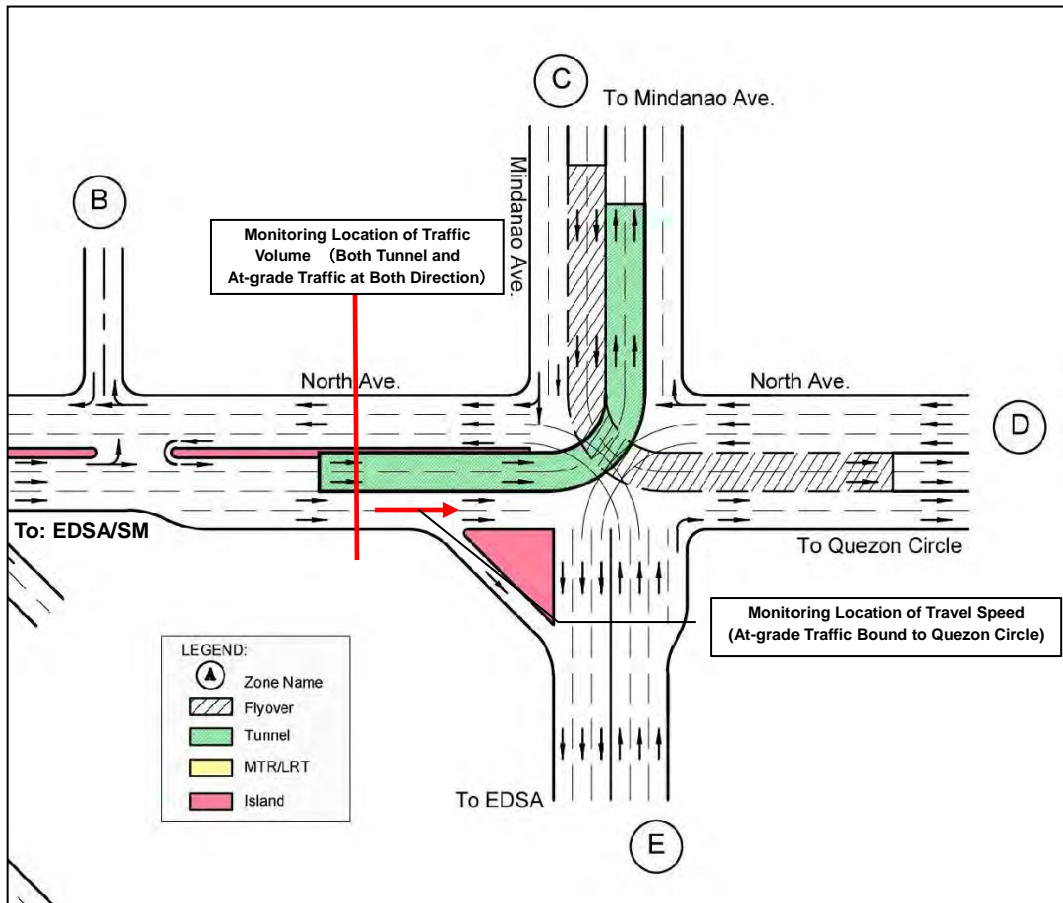 C
To Mindanao Ave.
Mindanao Ave.
B
Monitoring Location of Traffic
Volume (Both Tunnel and
At-grade Traffic at Both Direction)
North Ave.
North Ave.
D
To: EDSA/SM
To Quezon Circle
Monitoring Location of Travel Speed
(At-grade Traffic Bound to Quezon Circle)
LEGEND:
A Zone Name
Flyover
Tunnel
MTR/LRT
Island
To EDSA
E